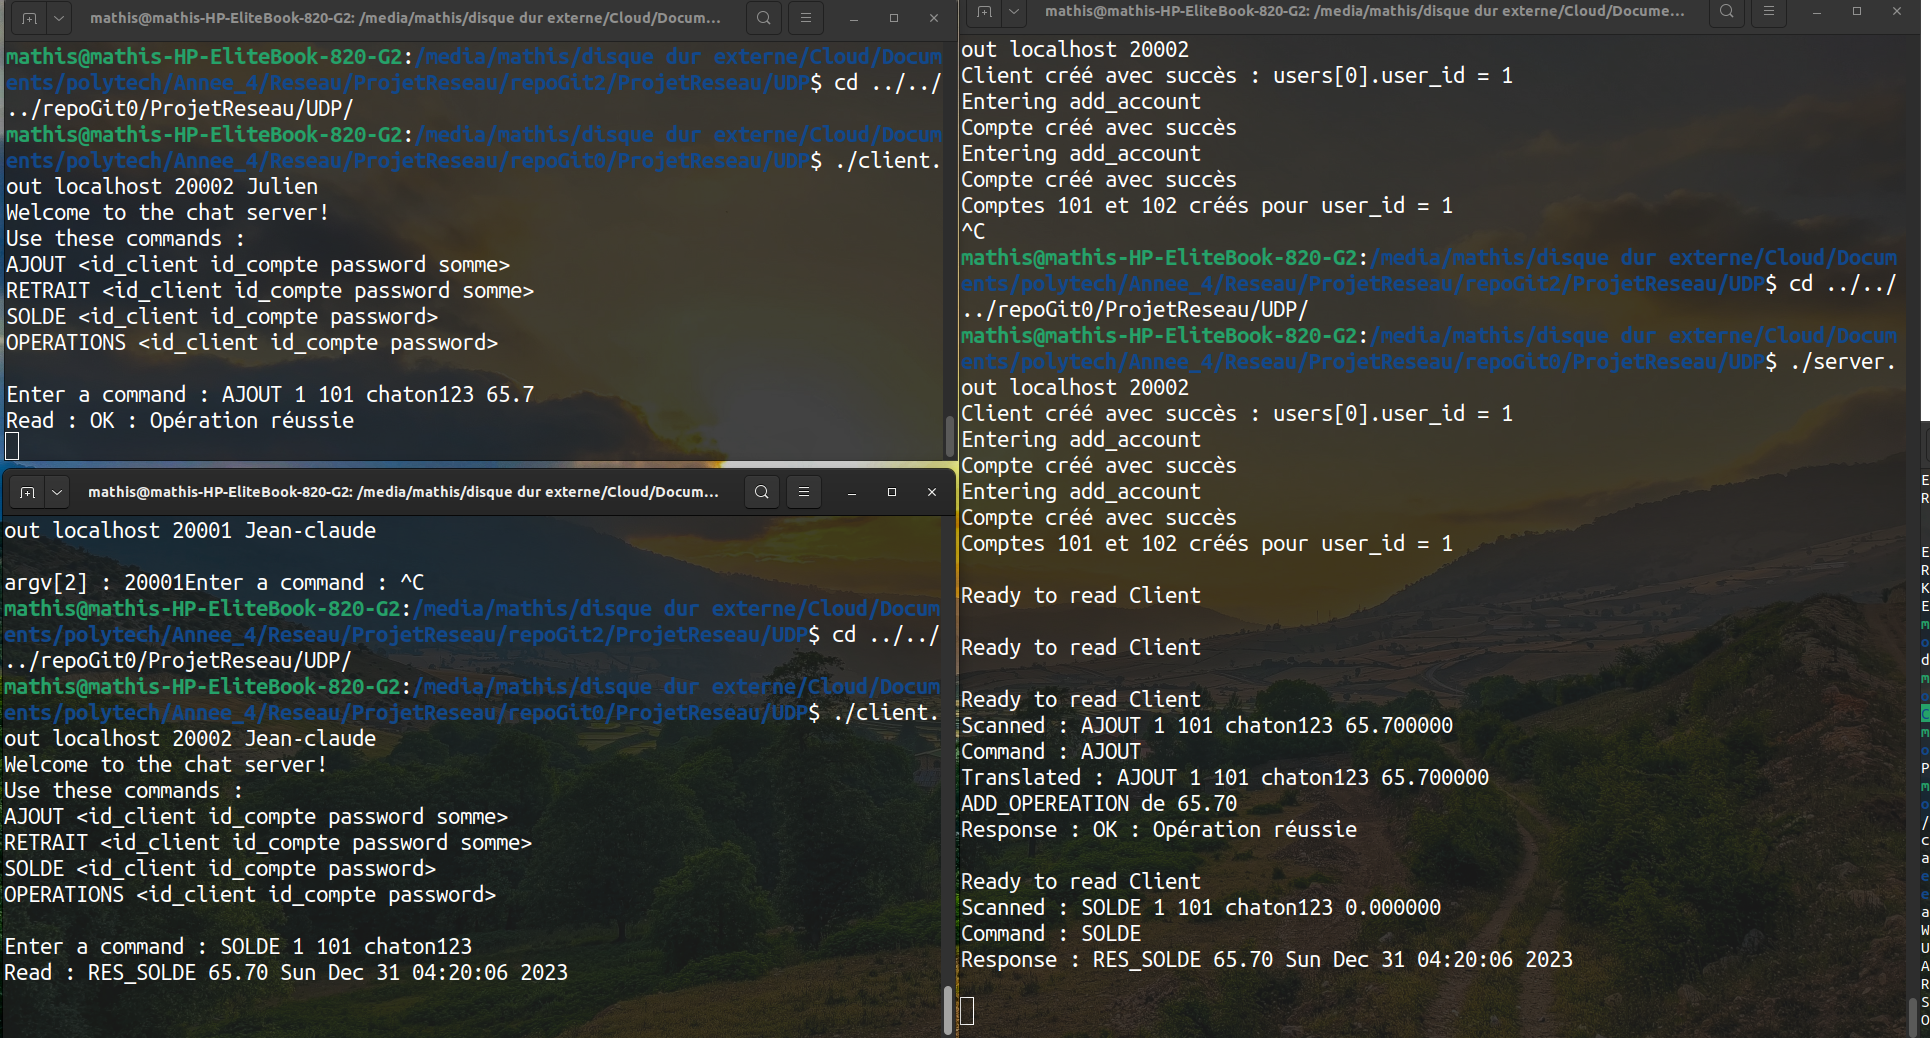 mathis@mathis-HP-EliteBook-820-G2: /media/mathis/disque dur externe/Cloud/Docum...
mathis@mathis-HP-EliteBook-820-G2:/media/mathis/disque dur externe/Cloud/Docum
ents/polytech/Annee_4/Reseau/ProjetReseau/repoGit2/ProjetReseau/UDP$ cd ../../
../repoGit0/ProjetReseau/UDP/
mathis@mathis-HP-EliteBook-820-G2:/media/mathis/disque dur externe/Cloud/Docum
ents/polytech/Annee_4/Reseau/ProjetReseau/repoGit0/ProjetReseau/UDP$ ./client.
out localhost 20002 Julien
Welcome to the chat server!
Use these commands :
AJOUT <id_client id_compte password somme>
RETRAIT <id_client id_compte password somme>
SOLDE <id_client id_compte password>
OPERATIONS <id_client id_compte password>
Enter a command : AJOUT 1 101 chaton123 65.7
Read : OK : Opération réussie
mathis@mathis-HP-EliteBook-820-G2: /media/mathis/disque dur externe/Cloud/Docum...
out localhost 20001 Jean-claude
argv[2] : 20001Enter a command : ^C
mathis@mathis-HP-EliteBook-820-G2:/media/mathis/disque dur externe/Cloud/Docum
ents/polytech/Annee_4/Reseau/ProjetReseau/repoGit2/ProjetReseau/UDP$ cd ../../
../repoGit0/ProjetReseau/UDP/
mathis@mathis-HP-EliteBook-820-G2:/media/mathis/disque dur externe/Cloud/Docum
ents/polytech/Annee_4/Reseau/ProjetReseau/repoGit0/ProjetReseau/UDP$ ./client.
out localhost 20002 Jean-claude
Welcome to the chat server!
Use these commands :
AJOUT <id_client id_compte password somme>
RETRAIT <id_client id_compte password somme>
SOLDE <id_client id_compte password>
OPERATIONS <id_client id_compte password>
Enter a command : SOLDE 1 101 chaton123
Read : RES_SOLDE 65.70 Sun Dec 31 04:20:06 2023
mathis@mathis-HP-EliteBook-820-G2: /media/mathis/disque dur externe/Cloud/Docume...
out localhost 20002
Client créé avec succès : users[0].user_id = 1
Entering add_account
Compte créé avec succès
Entering add_account
Compte créé avec succès
Comptes 101 et 102 créés pour user_id = 1
^C
mathis@mathis-HP-EliteBook-820-G2:/media/mathis/disque dur externe/Cloud/Docum
ents/polytech/Annee_4/Reseau/ProjetReseau/repoGit2/ProjetReseau/UDP$ cd ../../
../repoGit0/ProjetReseau/UDP/
mathis@mathis-HP-EliteBook-820-G2:/media/mathis/disque dur externe/Cloud/Docum
ents/polytech/Annee_4/Reseau/ProjetReseau/repoGit0/ProjetReseau/UDP$ ./server.
out localhost 20002
Client créé avec succès : users[0].user_id = 1
Entering add_account
Compte créé avec succès
Entering add_account
Compte créé avec succès
Comptes 101 et 102 créés pour user_id = 1
Ready to read Client
Ready to read Client
Ready to read Client
Scanned : AJOUT 1 101 chaton123 65.700000
Command : AJOUT
Translated : AJOUT 1 101 chaton123 65.700000
ADD_OPEREATION de 65.70
Response : OK : Opération réussie
Ready to read Client
Scanned : SOLDE 1 101 chaton123 0.000000
Command : SOLDE
Response : RES_SOLDE 65.70 Sun Dec 31 04:20:06 2023